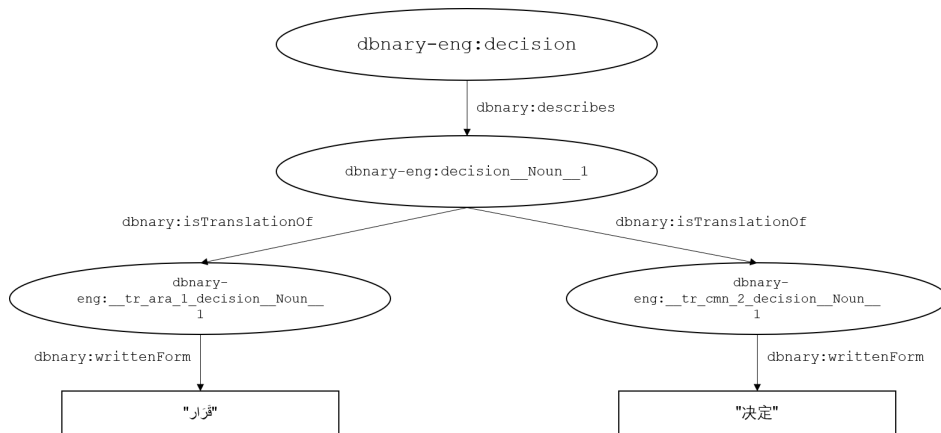 dbnary-eng:decision
dbnary:describes
dbnary-eng:decision__Noun__1
dbnary:isTranslationOf
dbnary:isTranslationOf
dbnary-
eng:__tr_ara_1_decision__Noun__
1
dbnary-
eng:__tr_cmn_2_decision__Noun__
1
dbnary:writtenForm
dbnary:writtenForm
"قَرَار"
"决定"